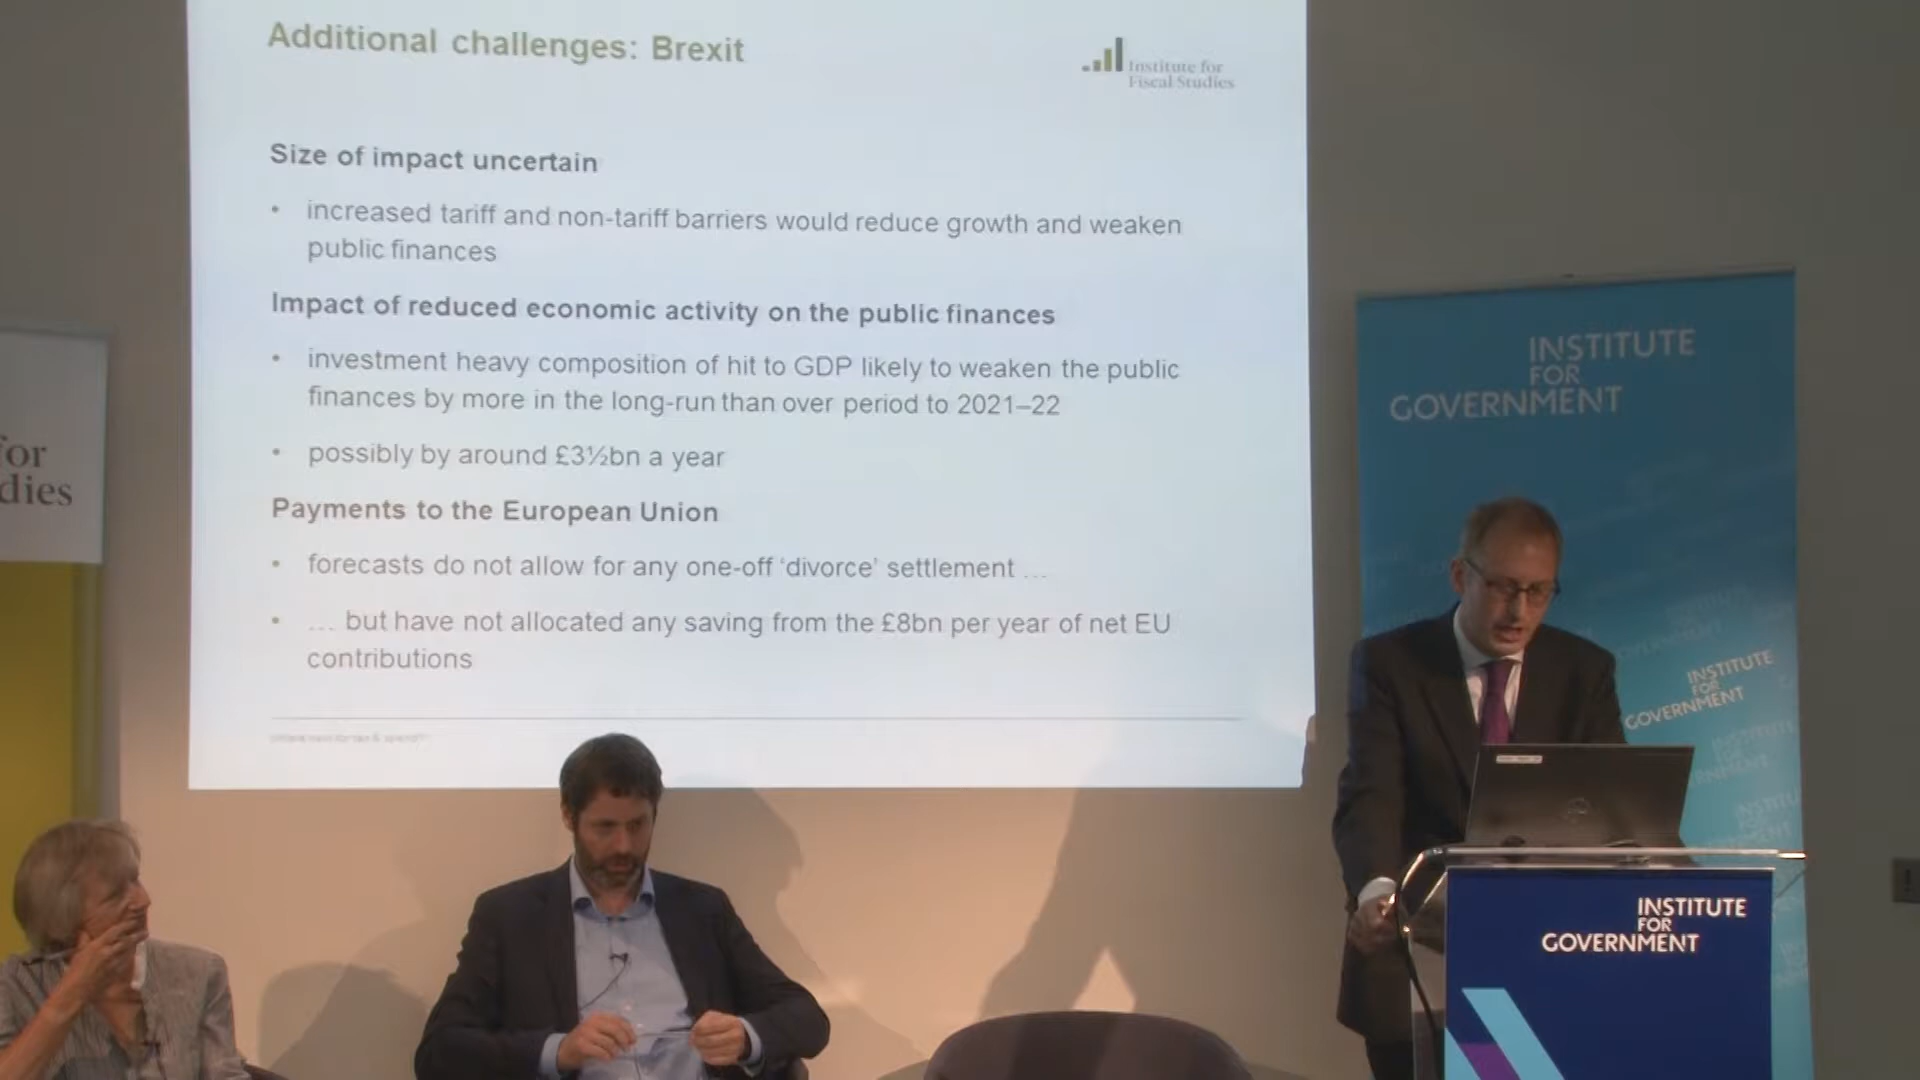 Additional challenges: Brexit
Institute for
Fiscal Studies
Size of impact uncertain
• increased tariff and non-tariff barriers would reduce growth and weaken
public finances
Impact of reduced economic activity on the public finances
• investment heavy composition of hit to GDP likely to weaken the public
finances by more in the long-run than over period to 2021–22
• possibly by around £3½bn a year
Payments to the European Union
• forecasts do not allow for any one-off ‘divorce’ settlement …
• … but have not allocated any saving from the £8bn per year of net EU
contributions
for
dies
INSTITUTE
FOR
GOVERNMENT
INSTITUTE
FOR
GOVERNMENT
INSTITUTE
FOR
GOVERNMENT